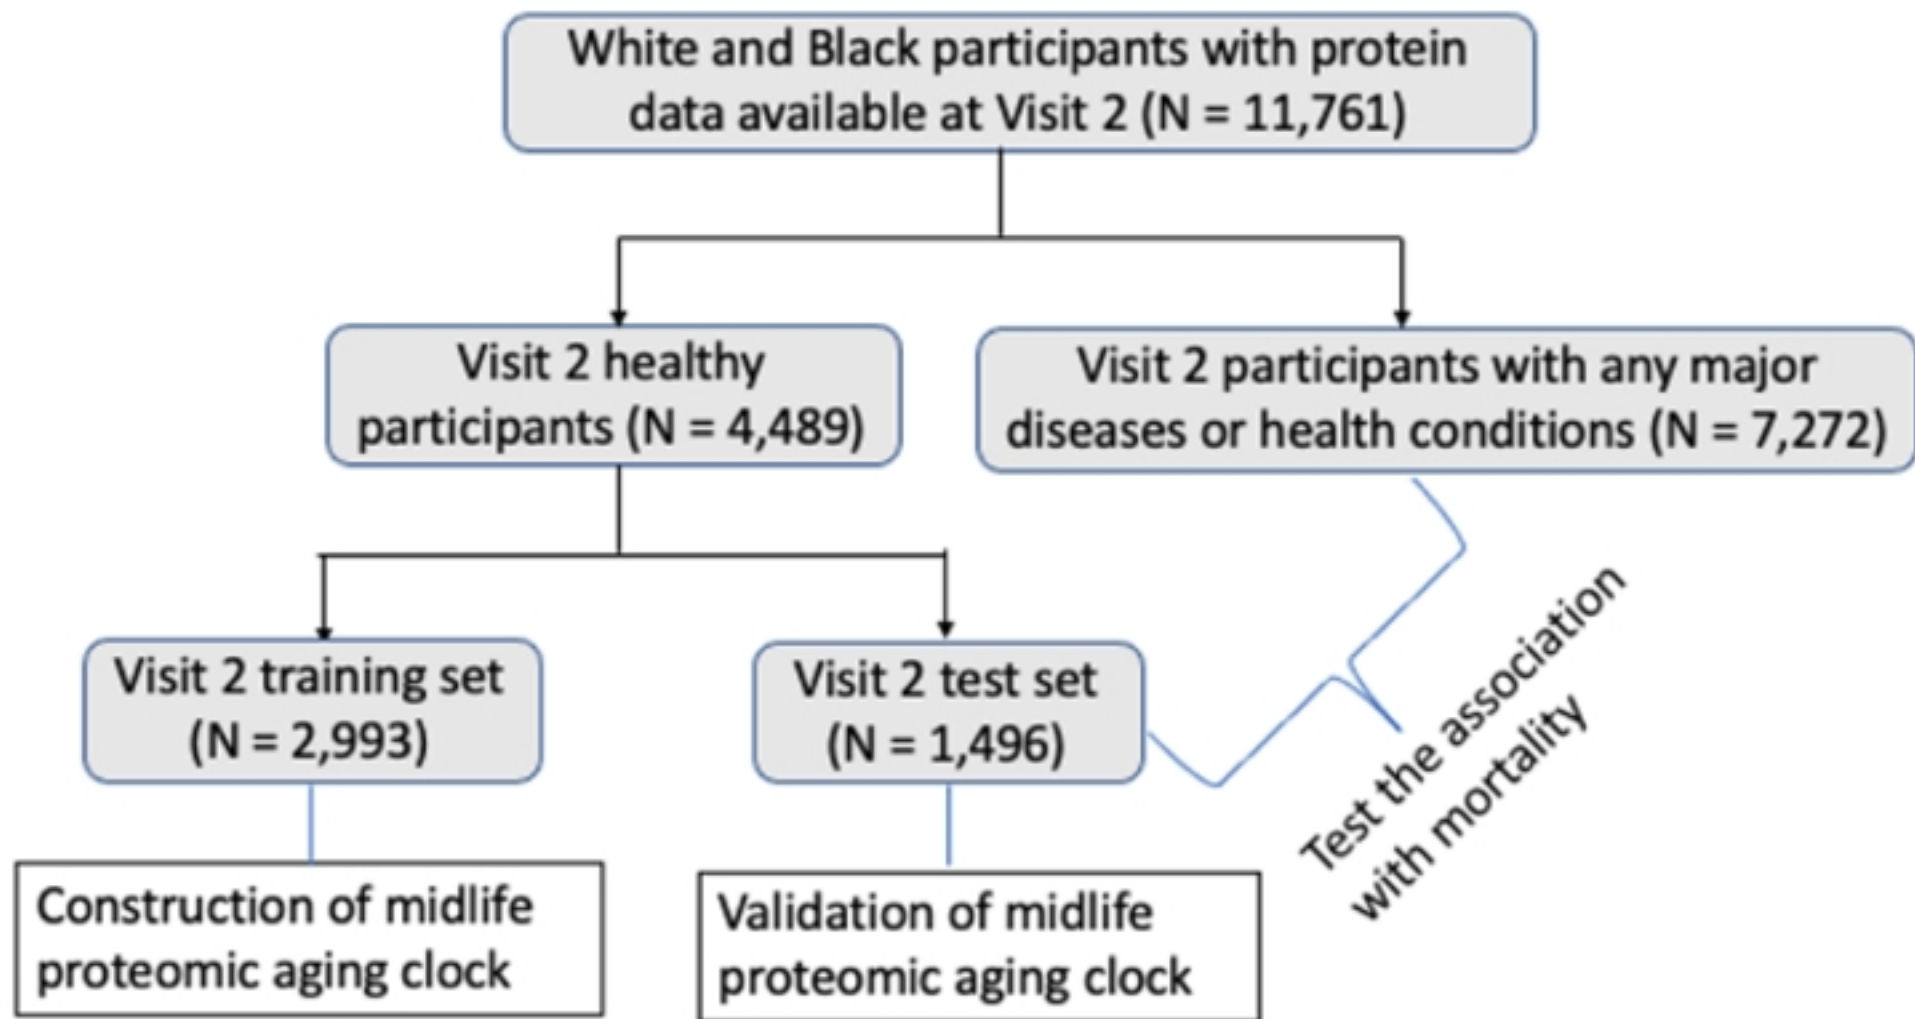 White and Black participants with protein
data available at Visit 2 (N = 11,761)
Visit 2 healthy
participants (N = 4,489)
Visit 2 participants with any major
diseases or health conditions (N = 7,272)
Visit 2 training set
(N = 2,993)
Visit 2 test set
(N = 1,496)
Test the association
with mortality
Construction of midlife
proteomic aging clock
Validation of midlife
proteomic aging clock